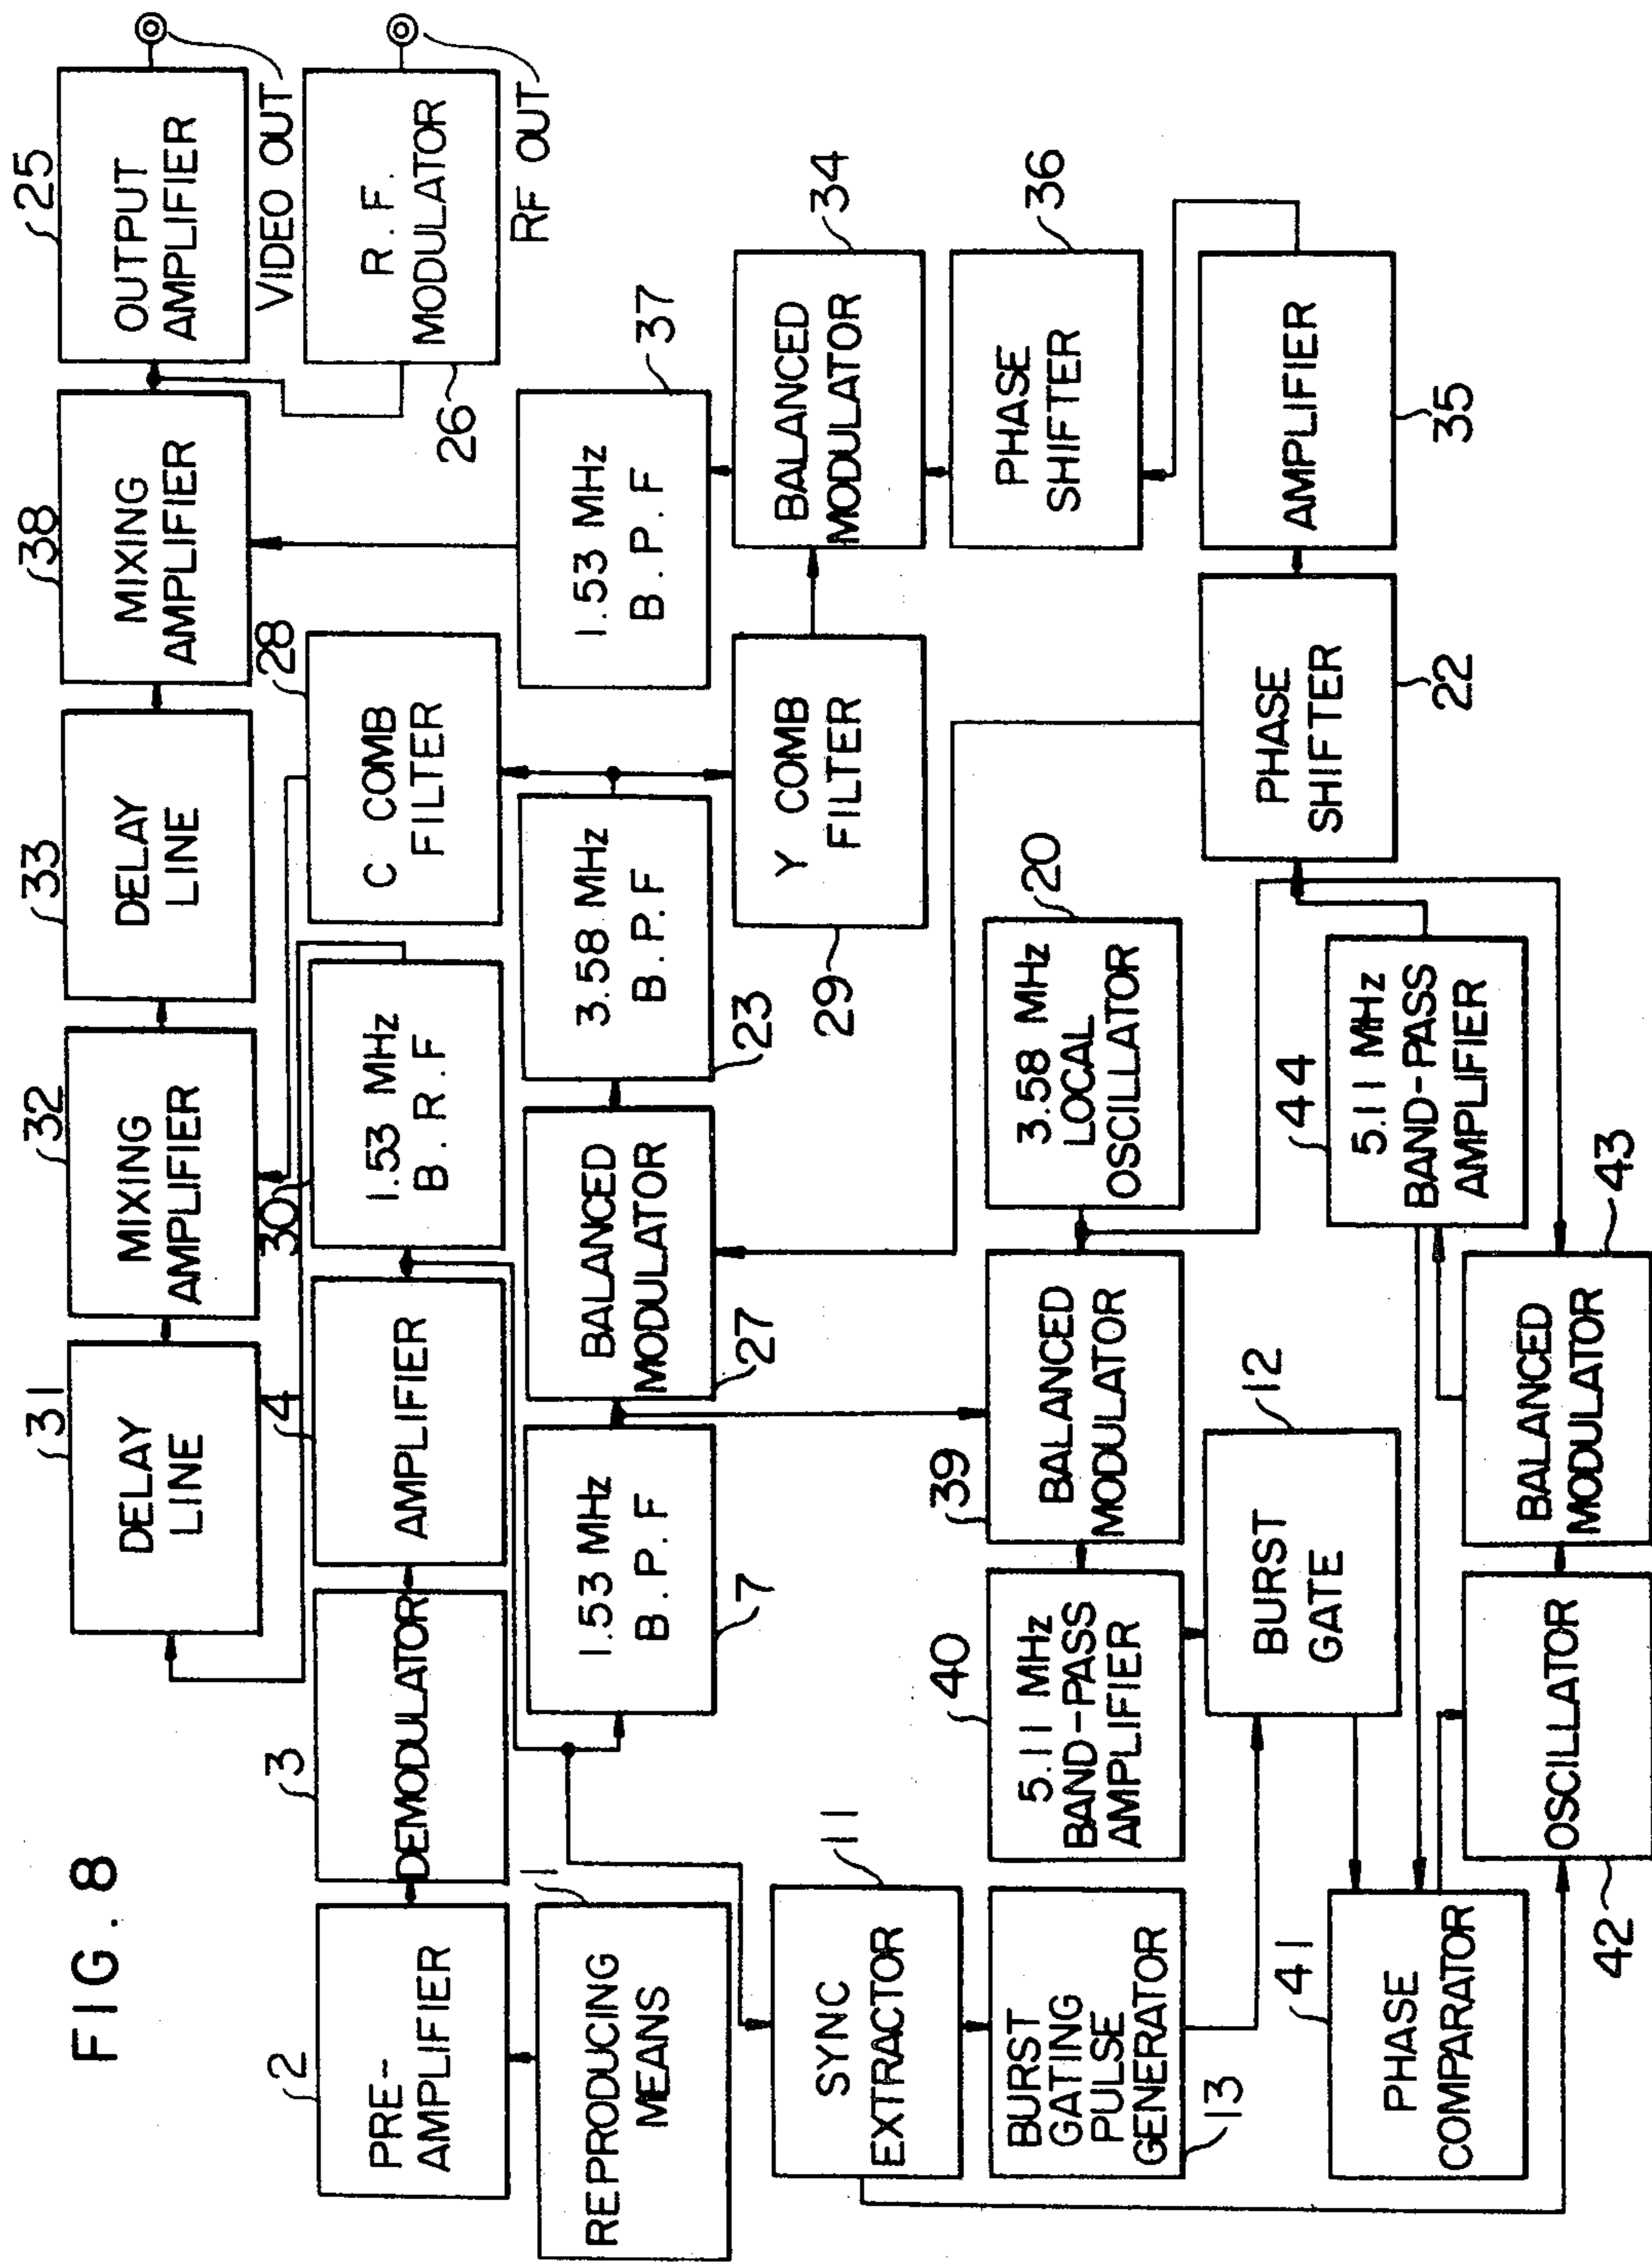 FIG. 8
2
PRE-
AMPLIFIER
3
DEMODULATOR
4
AMPLIFIER
30
1.53 MHz
B.R.F
28
C COMB
FILTER
31
DELAY
LINE
32
MIXING
AMPLIFIER
33
DELAY
LINE
38
MIXING
AMPLIFIER
25
OUTPUT
AMPLIFIER
VIDEO OUT
R.F.
MODULATOR
26
RF OUT
1
REPRODUCING
MEANS
1.53 MHz
B.P.F
7
BALANCED
MODULATOR
27
3.58 MHz
B.P.F
23
1.53 MHz
B.P.F
37
Y COMB
FILTER
29
BALANCED
MODULATOR
34
11
SYNC
EXTRACTOR
40
5.11 MHz
BAND-PASS
AMPLIFIER
39
BALANCED
MODULATOR
3.58 MHz
LOCAL
OSCILLATOR
20
PHASE
SHIFTER
36
BURST
GATING
PULSE
GENERATOR
13
BURST
GATE
12
PHASE
SHIFTER
22
AMPLIFIER
35
41
PHASE
COMPARATOR
44
5.11 MHz
BAND-PASS
AMPLIFIER
OSCILLATOR
42
BALANCED
MODULATOR
43